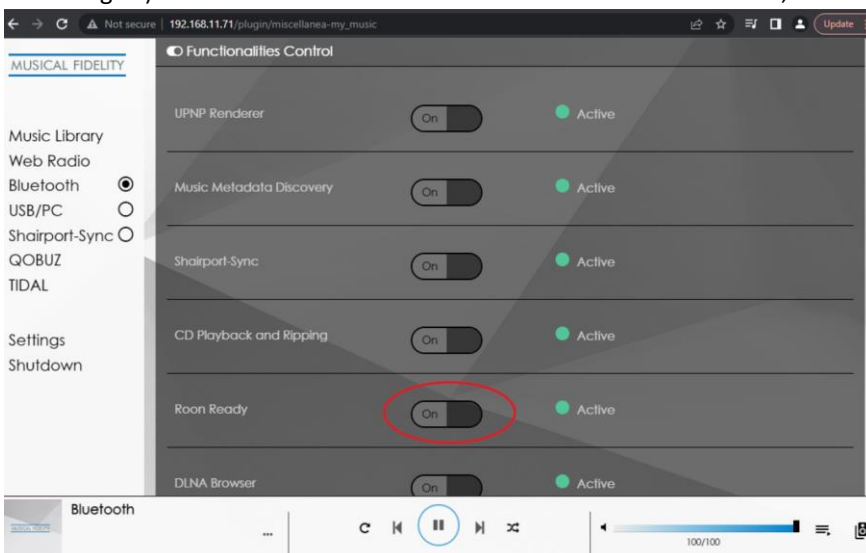 Not secure | 192.168.11.71/plugin/miscellanea-my_music
Update
MUSICAL FIDELITY
Music Library
Web Radio
Bluetooth
USB/PC
Shairport-Sync
QOBUZ
TIDAL
Settings
Shutdown
Functionalities Control
UPNP Renderer On Active
Music Metadata Discovery On Active
Shairport-Sync On Active
CD Playback and Ripping On Active
Roon Ready On Active
DLNA Browser On Active
MUSICAL FIDELITY
Bluetooth
...
100/100